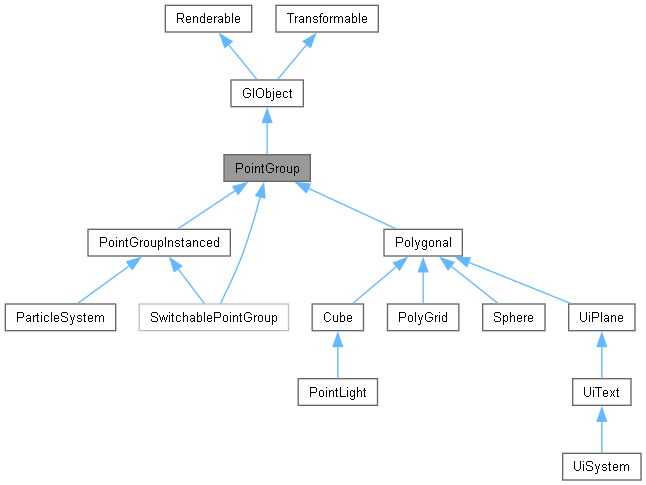 Renderable
Transformable
GlObject
PointGroup
PointGroupInstanced
Polygonal
ParticleSystem
SwitchablePointGroup
Cube
PolyGrid
Sphere
UiPlane
PointLight
UiText
UiSystem